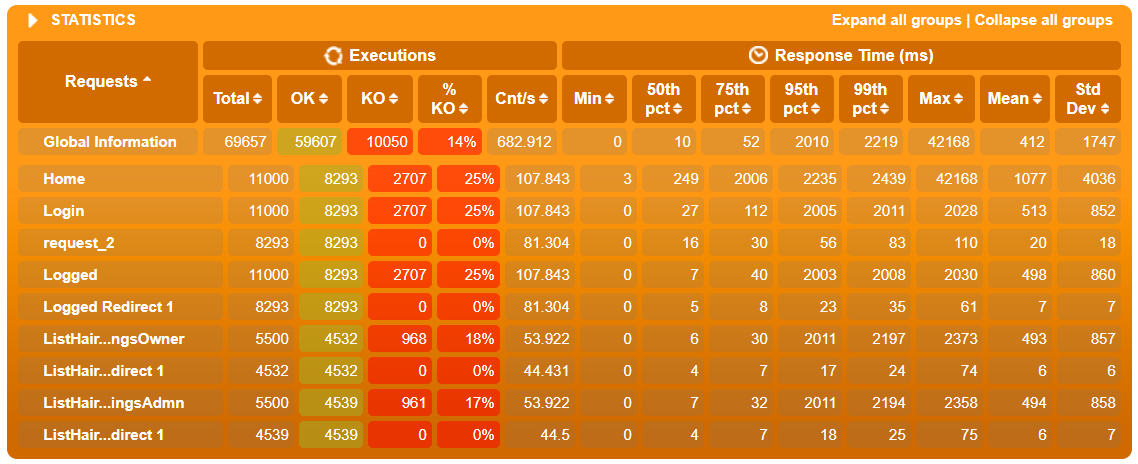 STATISTICS Expand all groups | Collapse all groups
Requests Executions Response Time (ms)
Total OK KO % KO Cnt/s Min 50th pct 75th pct 95th pct 99th pct Max Mean Std Dev
Global Information 69657 59607 10050 14% 682.912 0 10 52 2010 2219 42168 412 1747
Home 11000 8293 2707 25% 107.843 3 249 2006 2235 2439 42168 1077 4036
Login 11000 8293 2707 25% 107.843 0 27 112 2005 2011 2028 513 852
request_2 8293 8293 0 0% 81.304 0 16 30 56 83 110 20 18
Logged 11000 8293 2707 25% 107.843 0 7 40 2003 2008 2030 498 860
Logged Redirect 1 8293 8293 0 0% 81.304 0 5 8 23 35 61 7 7
ListHair...ngsOwner 5500 4532 968 18% 53.922 0 6 30 2011 2197 2373 493 857
ListHair...direct 1 4532 4532 0 0% 44.431 0 4 7 17 24 74 6 6
ListHair...ingsAdmn 5500 4539 961 17% 53.922 0 7 32 2011 2194 2358 494 858
ListHair...direct 1 4539 4539 0 0% 44.5 0 4 7 18 25 75 6 7